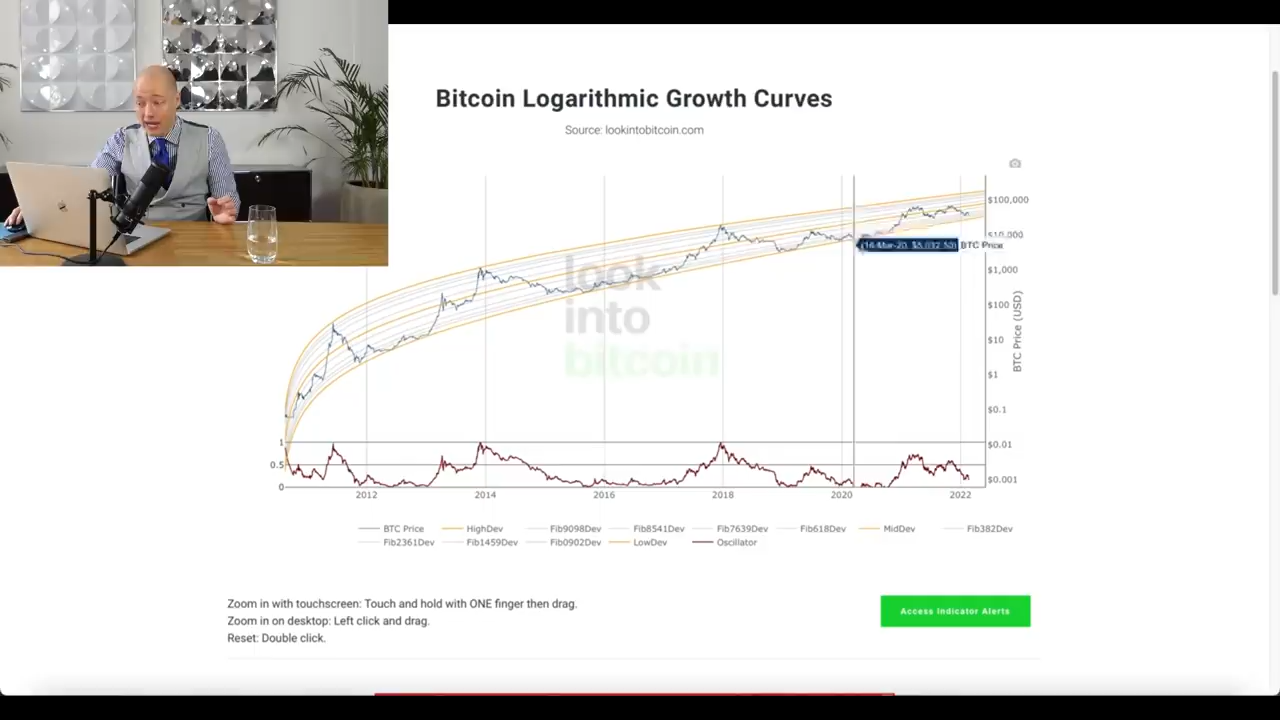 Bitcoin Logarithmic Growth Curves
Source: lookintobitcoin.com
look
into
bitcoin
$100,000
$10,000
$1,000
$100
$10
$1
$0.1
$0.01
$0.001
BTC Price (USD)
BTC Price
1
0.5
0
2012 2014 2016 2018 2020 2022
BTC Price HighDev Fib9098Dev Fib8541Dev Fib7639Dev Fib618Dev MidDev Fib382Dev
Fib2361Dev Fib1459Dev Fib0902Dev LowDev Oscillator
Zoom in with touchscreen: Touch and hold with ONE finger then drag.
Zoom in on desktop: Left click and drag.
Reset: Double click.
Access Indicator Alerts